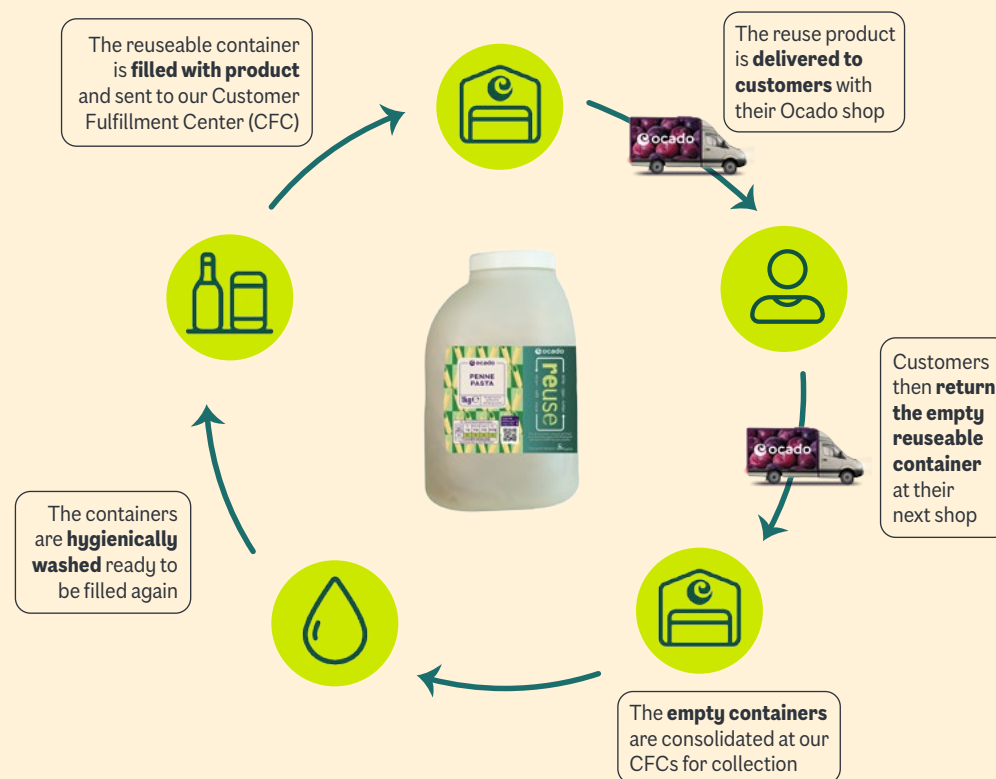 The reuseable container
is filled with product
and sent to our Customer
Fulfillment Center (CFC)
The reuse product
is delivered to
customers with
their Ocado shop
ocado
Customers
then return
the empty
reuseable
container
at their
next shop
ocado
The empty containers
are consolidated at our
CFCs for collection
The containers
are hygienically
washed ready to
be filled again
ocado
PENNE
PASTA
1kg e
ocado
reuse